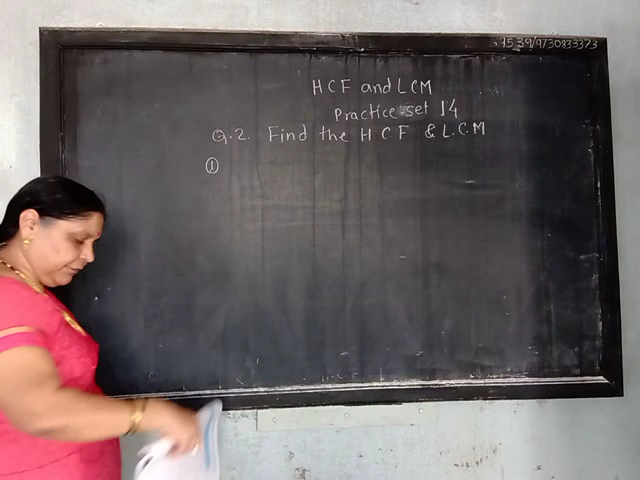 HCF and LCM
Practice set 14
Q.2. Find the HCF & L.C.M
①